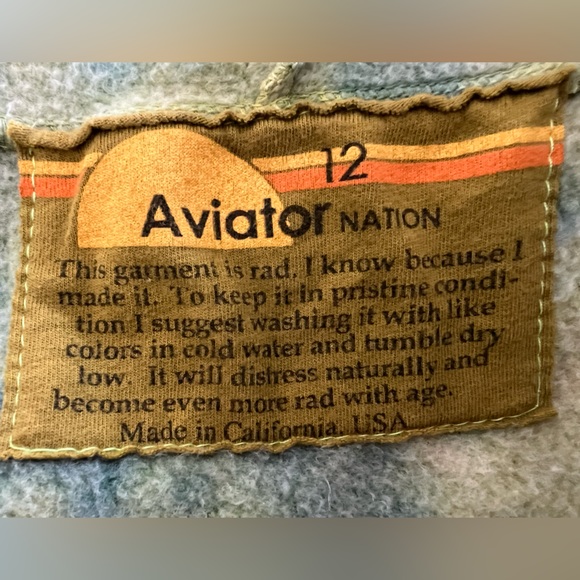 12
Aviator NATION
This garment is rad, I know because I
made it. To keep it in pristine condi-
tion I suggest washing it with like
colors in cold water and tumble dry
low. It will distress naturally and
become even more rad with age.
Made in California, USA